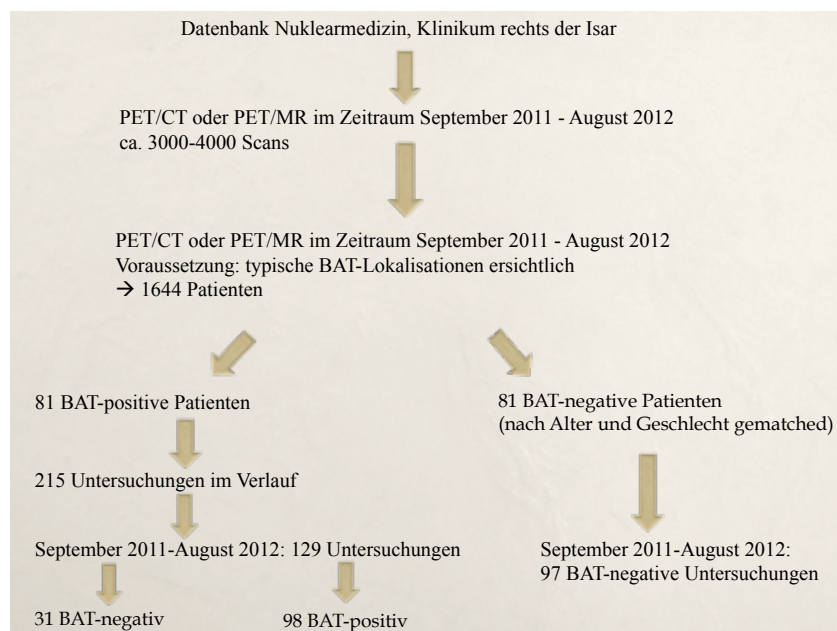 Datenbank Nuklearmedizin, Klinikum rechts der Isar
PET/CT oder PET/MR im Zeitraum September 2011 - August 2012
ca. 3000-4000 Scans
PET/CT oder PET/MR im Zeitraum September 2011 - August 2012
Voraussetzung: typische BAT-Lokalisationen ersichtlich
→ 1644 Patienten
81 BAT-positive Patienten
81 BAT-negative Patienten
(nach Alter und Geschlecht gematched)
215 Untersuchungen im Verlauf
September 2011-August 2012: 129 Untersuchungen
September 2011-August 2012:
97 BAT-negative Untersuchungen
31 BAT-negativ
98 BAT-positiv